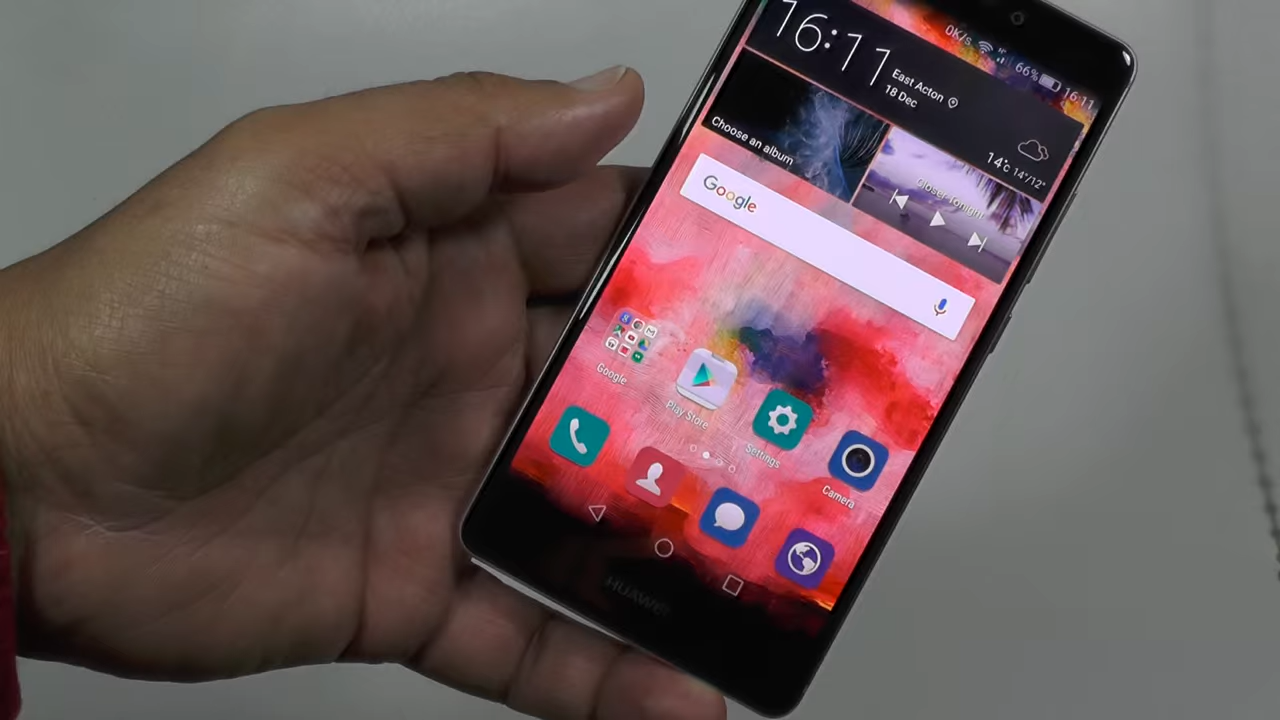 0K/s 66% 16:11
16:11
East Acton
18 Dec
14°C 14°/12°
Choose an album
Closer Tonight
Google
Google
Play Store
Settings
Camera
HUAWEI